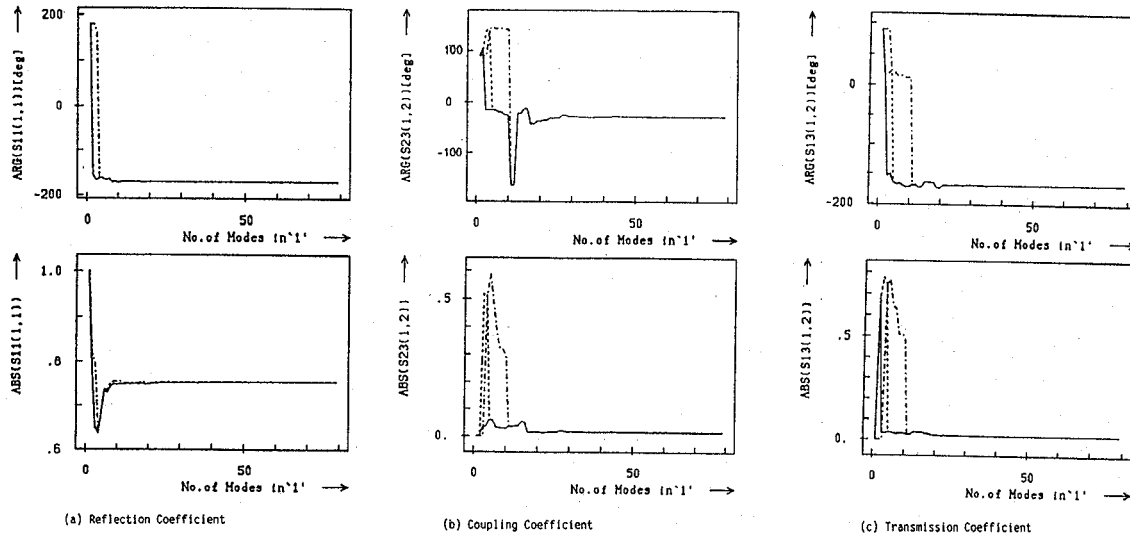 ARG(S11(1,1))[deg]
200
0
-200
0
50
No.of Modes in`1'
ARG(S23(1,2))[deg]
100
0
-100
0
50
No.of Modes in`1'
ARG(S13(1,2))[deg]
0
-200
0
50
No.of Modes in`1'
ABS(S11(1,1))
1.0
.8
.6
0
50
No.of Modes in`1'
(a) Reflection Coefficient
ABS(S23(1,2))
.5
0.
0
50
No.of Modes in`1'
(b) Coupling Coefficient
ABS(S13(1,2))
.5
0.
0
50
No.of Modes in`1'
(c) Transmission Coefficient